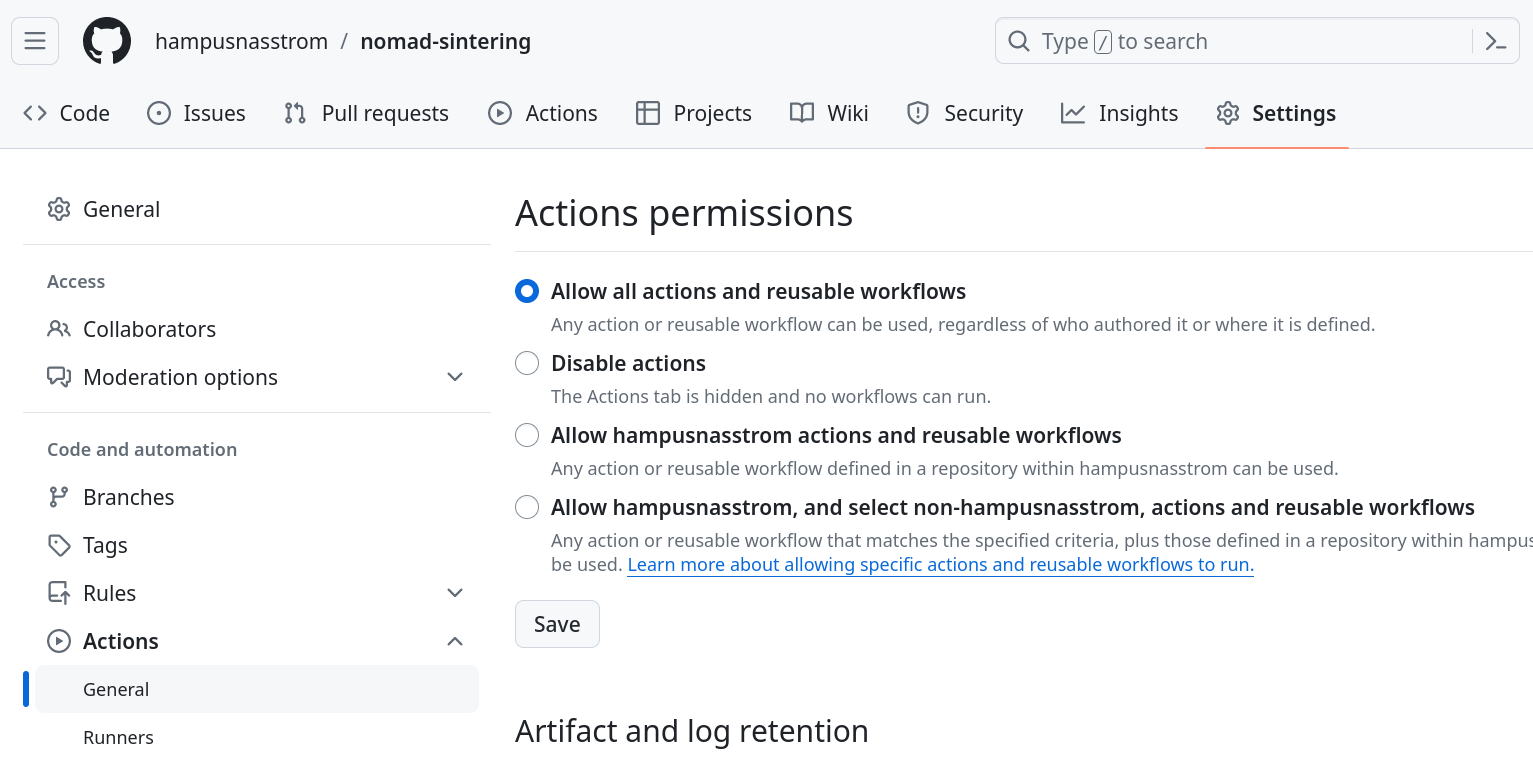 hampusnasstrom / nomad-sintering
Type / to search
Code Issues Pull requests Actions Projects Wiki Security Insights Settings
General
Access
Collaborators
Moderation options
Code and automation
Branches
Tags
Rules
Actions
General
Runners
Actions permissions
Allow all actions and reusable workflows
Any action or reusable workflow can be used, regardless of who authored it or where it is defined.
Disable actions
The Actions tab is hidden and no workflows can run.
Allow hampusnasstrom actions and reusable workflows
Any action or reusable workflow defined in a repository within hampusnasstrom can be used.
Allow hampusnasstrom, and select non-hampusnasstrom, actions and reusable workflows
Any action or reusable workflow that matches the specified criteria, plus those defined in a repository within hampus
be used. Learn more about allowing specific actions and reusable workflows to run.
Save
Artifact and log retention